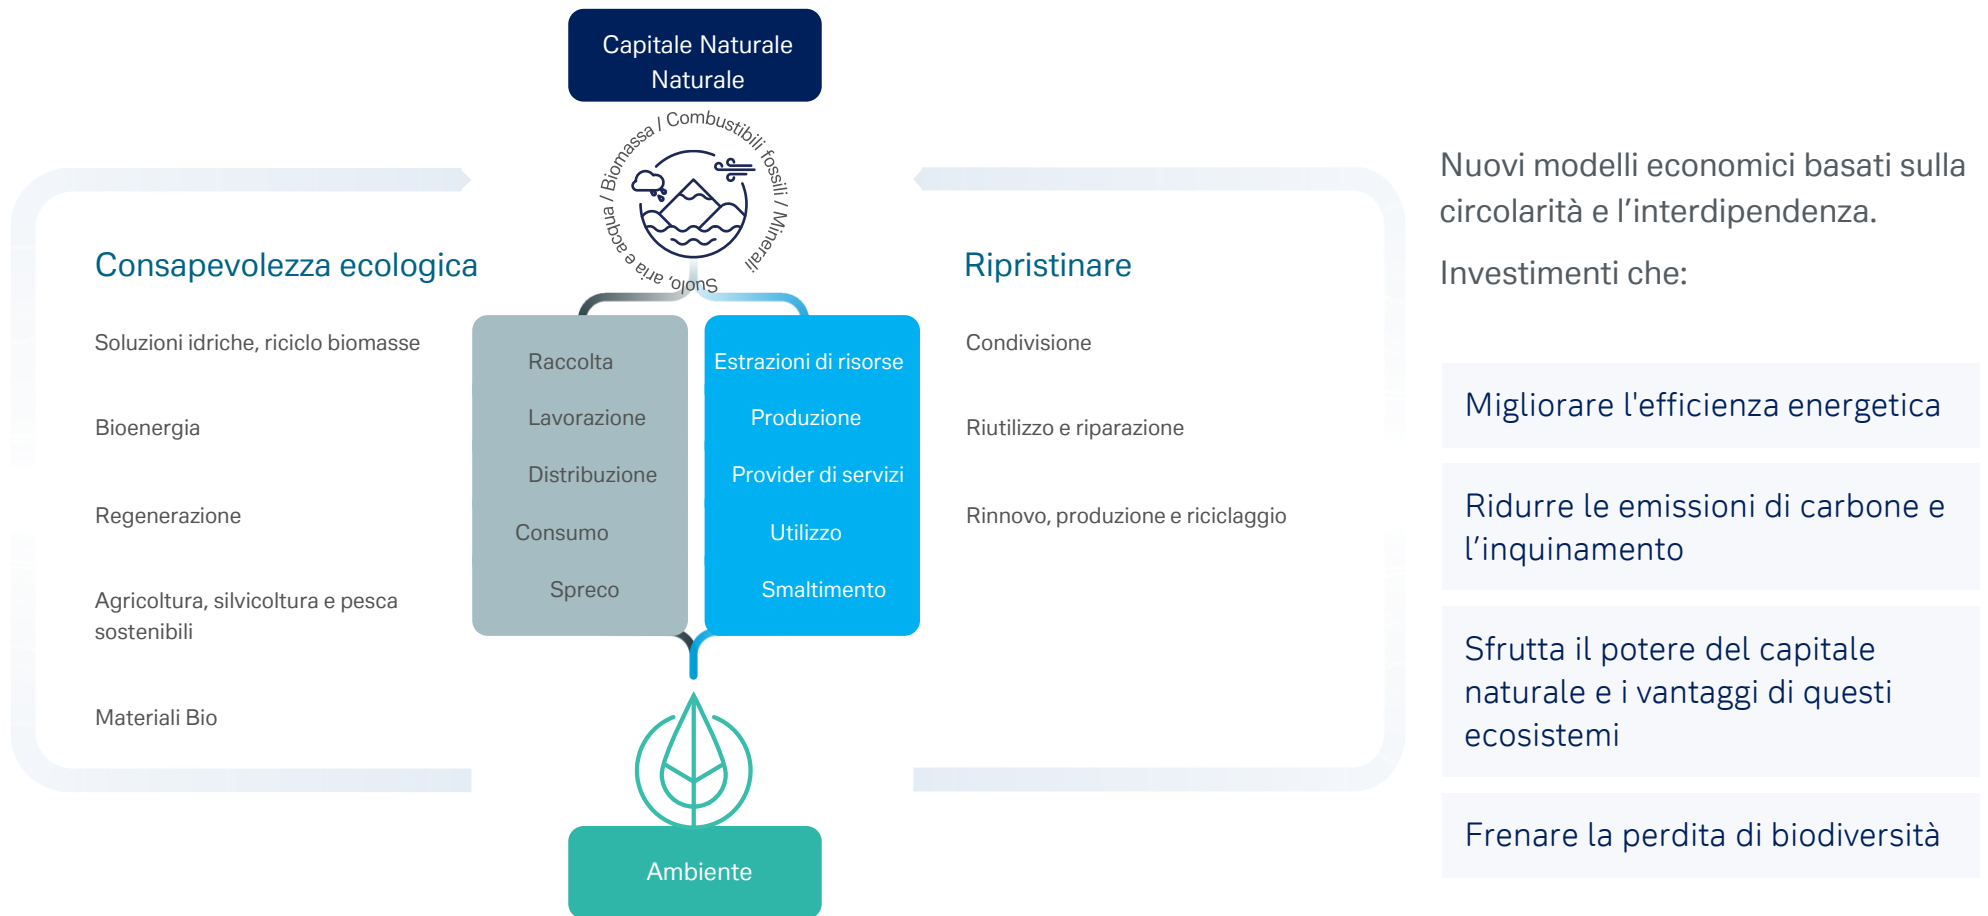 Capitale Naturale
Naturale
Suolo, aria e acqua / Biomassa / Combustibili fossili / Minerali
Consapevolezza ecologica
Soluzioni idriche, riciclo biomasse
Bioenergia
Regenerazione
Agricoltura, silvicoltura e pesca
sostenibili
Materiali Bio
Raccolta
Lavorazione
Distribuzione
Consumo
Spreco
Estrazioni di risorse
Produzione
Provider di servizi
Utilizzo
Smaltimento
Ripristinare
Condivisione
Riutilizzo e riparazione
Rinnovo, produzione e riciclaggio
Ambiente
Nuovi modelli economici basati sulla
circolarità e l’interdipendenza.
Investimenti che:
Migliorare l'efficienza energetica
Ridurre le emissioni di carbone e
l’inquinamento
Sfrutta il potere del capitale
naturale e i vantaggi di questi
ecosistemi
Frenare la perdita di biodiversità